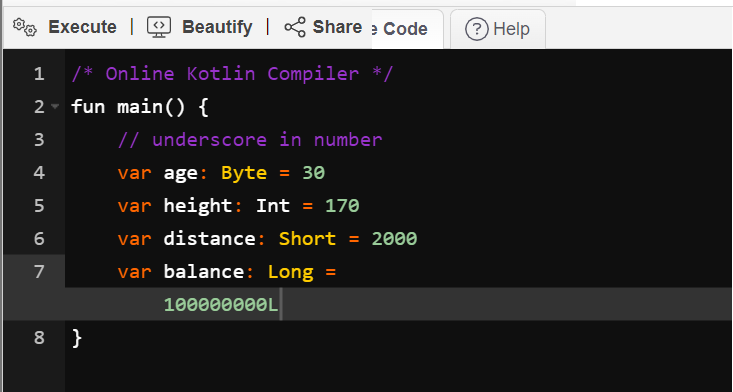 Execute | Beautify | Share e Code Help
1 /* Online Kotlin Compiler */
2 fun main() {
3 // underscore in number
4 var age: Byte = 30
5 var height: Int = 170
6 var distance: Short = 2000
7 var balance: Long =
100000000L
8 }